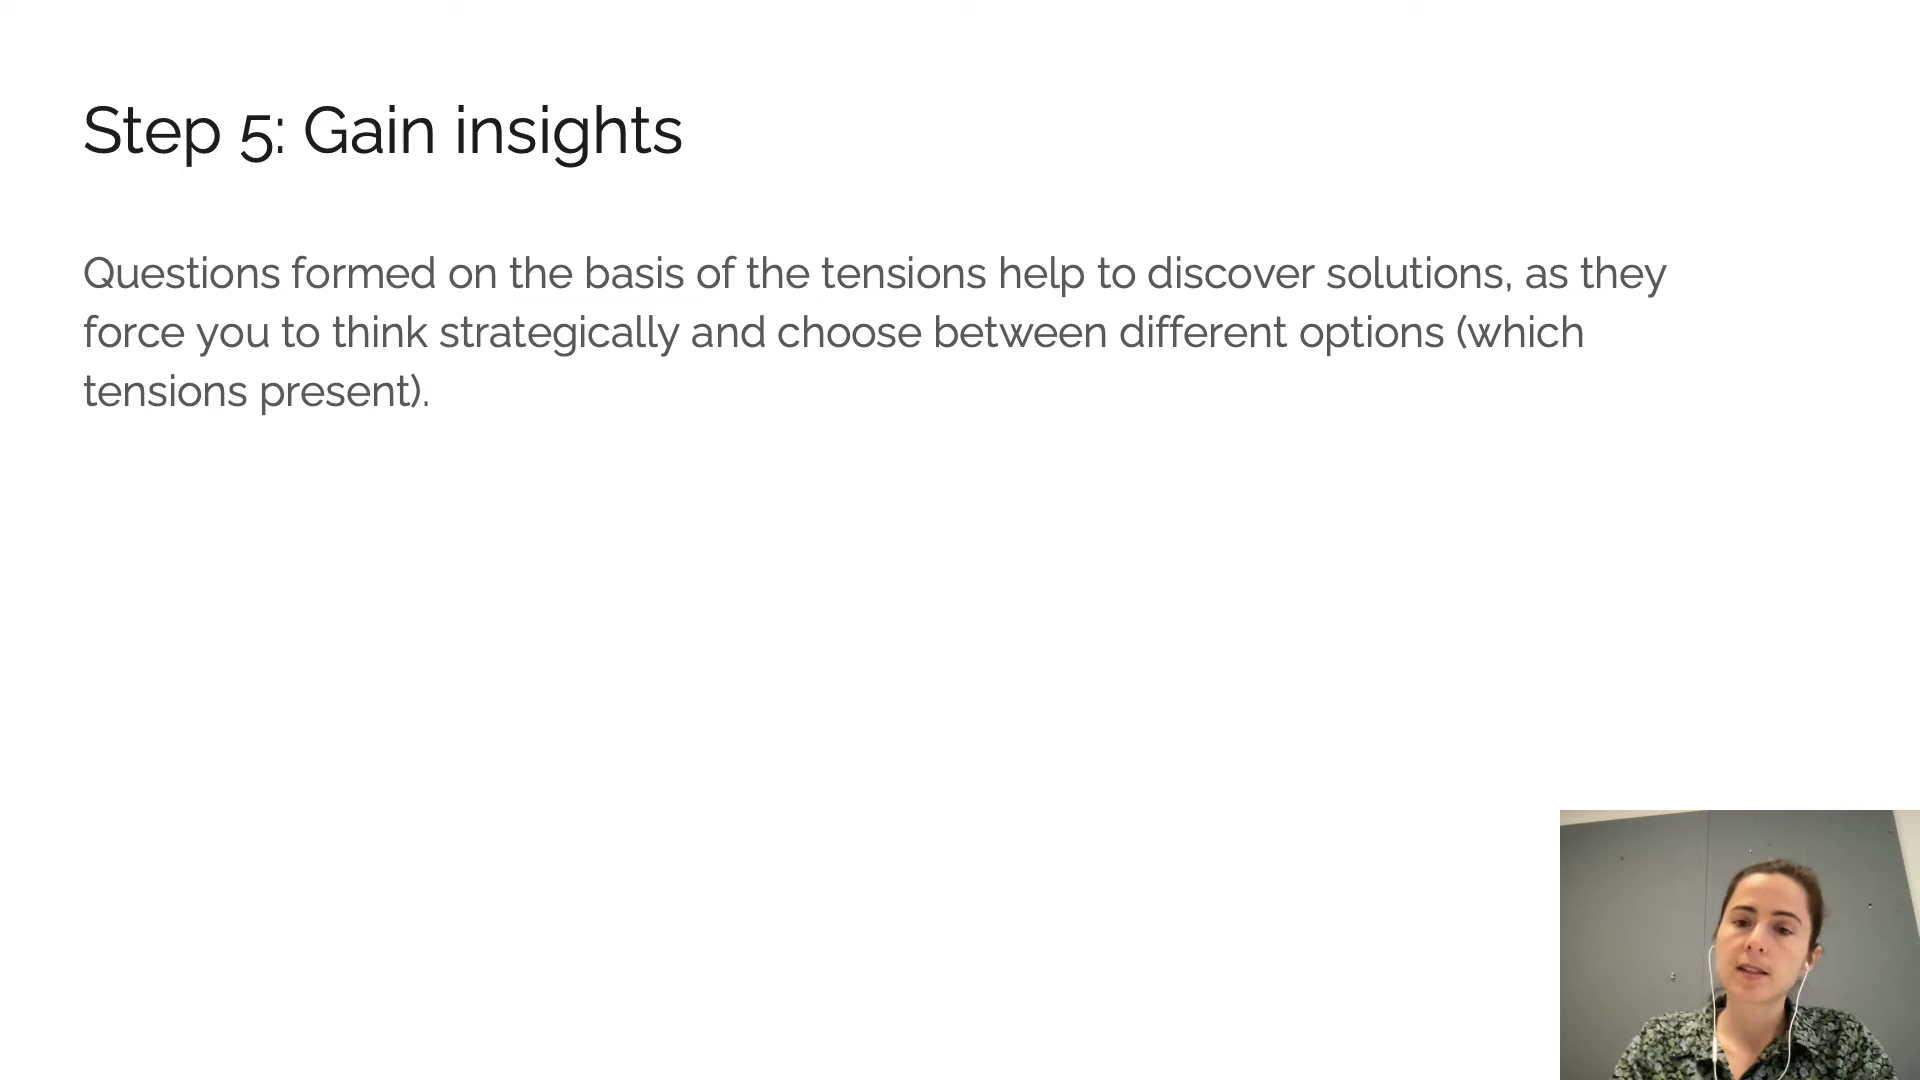 Step 5: Gain insights
Questions formed on the basis of the tensions help to discover solutions, as they
force you to think strategically and choose between different options (which
tensions present).